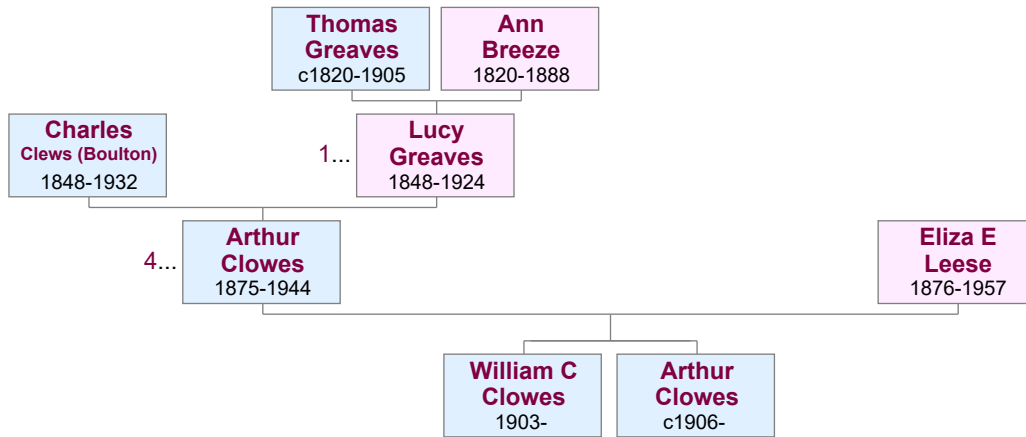 Thomas
Greaves
c1820-1905
Ann
Breeze
1820-1888
Charles
Clews (Boulton)
1848-1932
1...
Lucy
Greaves
1848-1924
4...
Arthur
Clowes
1875-1944
Eliza E
Leese
1876-1957
William C
Clowes
1903-
Arthur
Clowes
c1906-